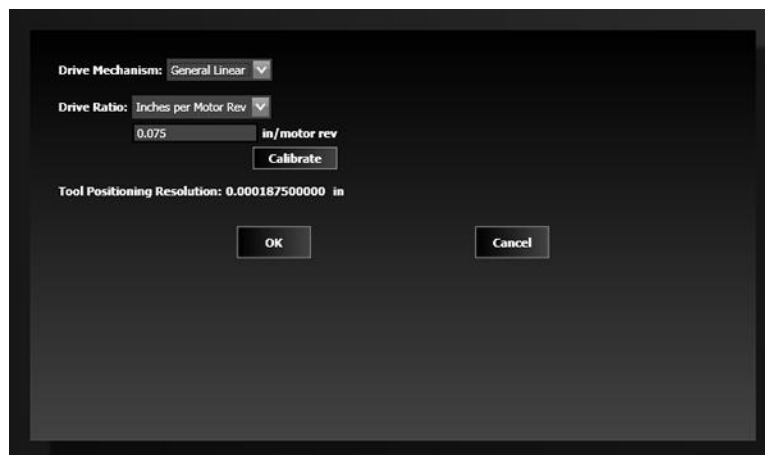 Drive Mechanism: General Linear
Drive Ratio: Inches per Motor Rev
0.075 in/motor rev
Calibrate
Tool Positioning Resolution: 0.000187500000 in
OK Cancel